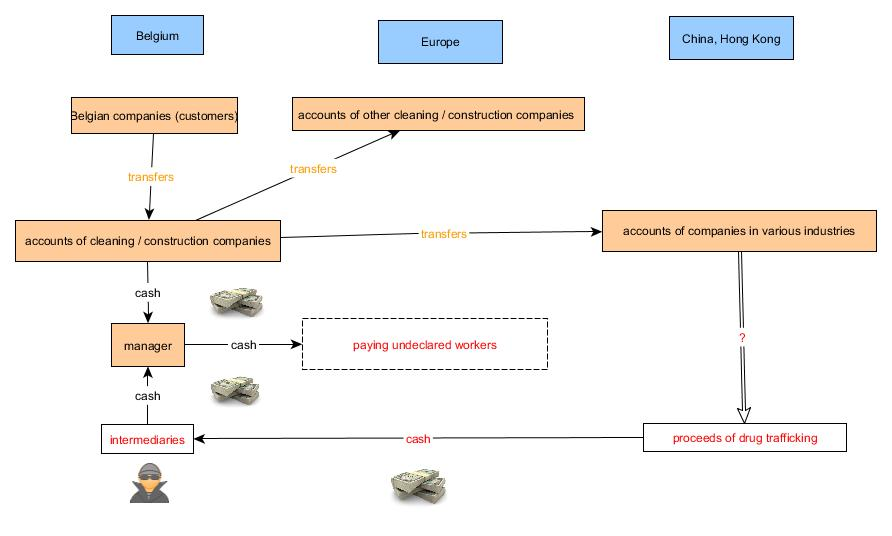 Belgium
Europe
China, Hong Kong
Belgian companies (customers)
accounts of other cleaning / construction companies
transfers
transfers
accounts of cleaning / construction companies
transfers
accounts of companies in various industries
cash
manager
cash
paying undeclared workers
?
cash
intermediaries
cash
proceeds of drug trafficking